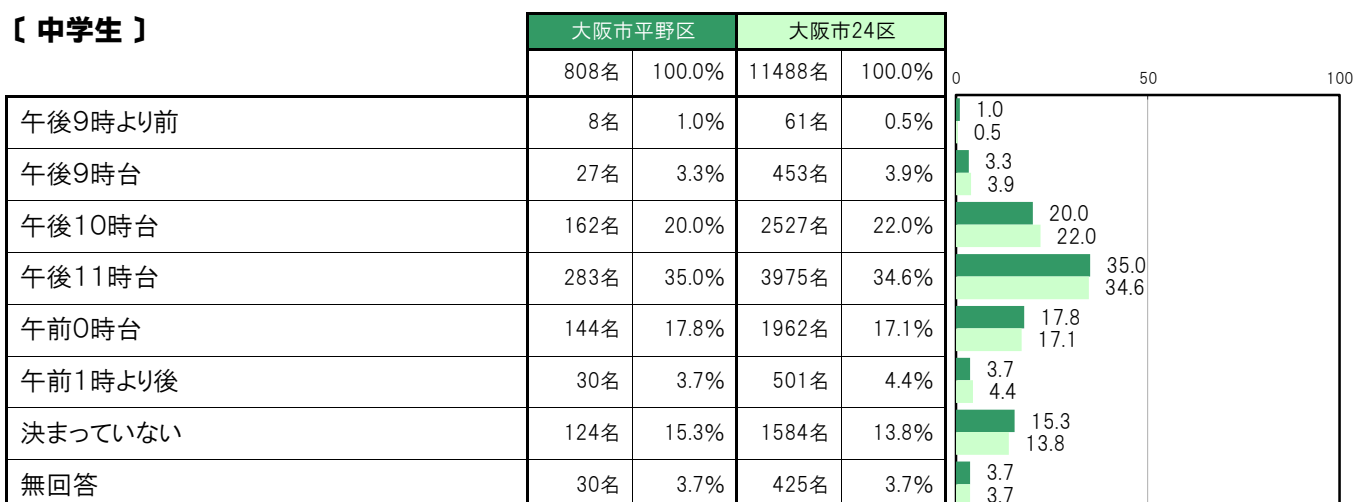 〔 中学生 〕
大阪市平野区 大阪市24区
808名 100.0% 11488名 100.0%
0 50 100
午後9時より前 8名 1.0% 61名 0.5% 1.0
0.5
午後9時台 27名 3.3% 453名 3.9% 3.3
3.9
午後10時台 162名 20.0% 2527名 22.0% 20.0
22.0
午後11時台 283名 35.0% 3975名 34.6% 35.0
34.6
午前0時台 144名 17.8% 1962名 17.1% 17.8
17.1
午前1時より後 30名 3.7% 501名 4.4% 3.7
4.4
決まっていない 124名 15.3% 1584名 13.8% 15.3
13.8
無回答 30名 3.7% 425名 3.7% 3.7
3.7